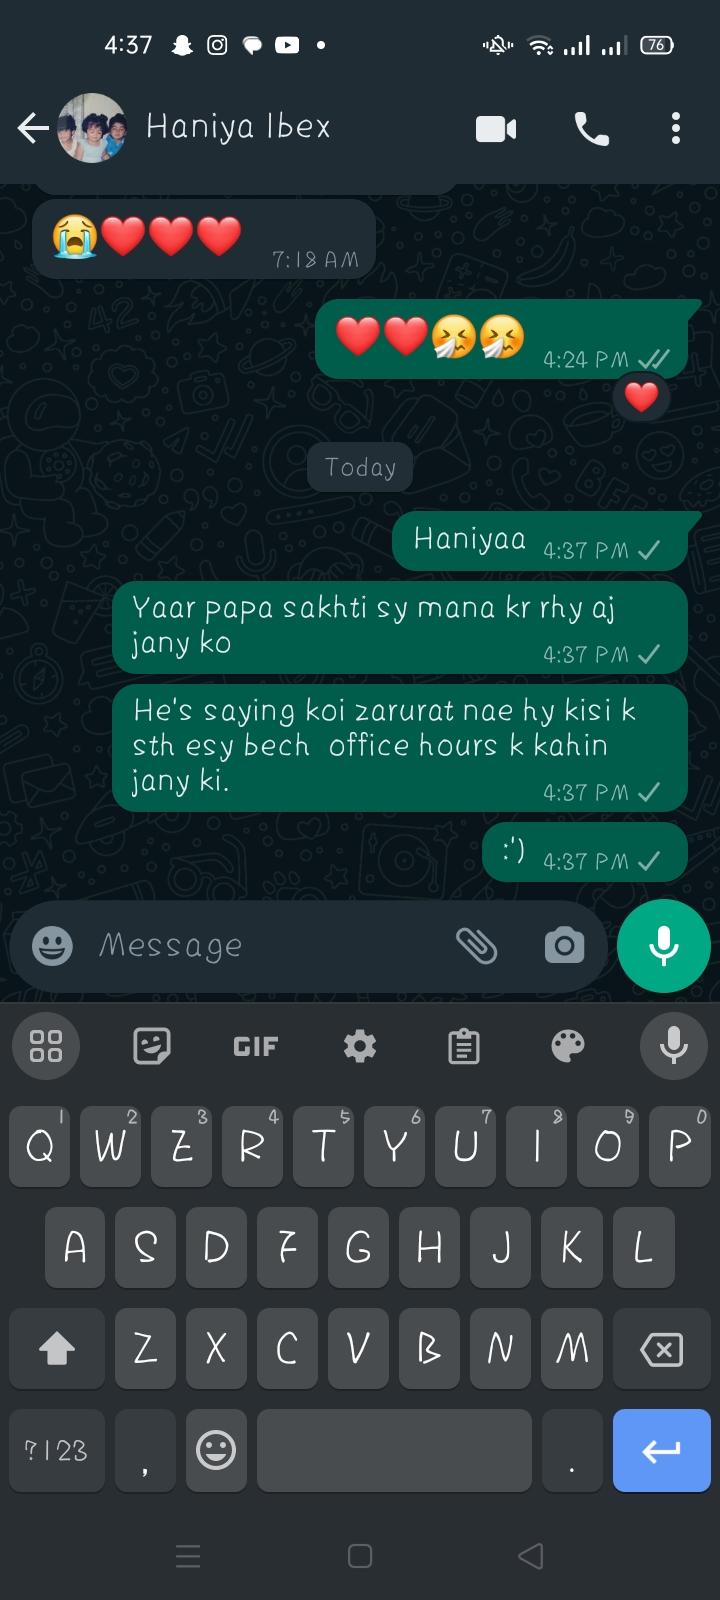 4:37
76
Haniya Ibex
7:18 AM
4:24 PM
Today
Haniyaa 4:37 PM
Yaar papa sakhti sy mana kr rhy aj
jany ko
4:37 PM
He's saying koi zarurat nae hy kisi k
sth esy bech office hours k kahin
jany ki.
4:37 PM
:') 4:37 PM
Message
GIF
1 2 3 4 5 6 7 8 9 0
Q W E R T Y U I O P
A S D F G H J K L
Z X C V B N M
?123 , .